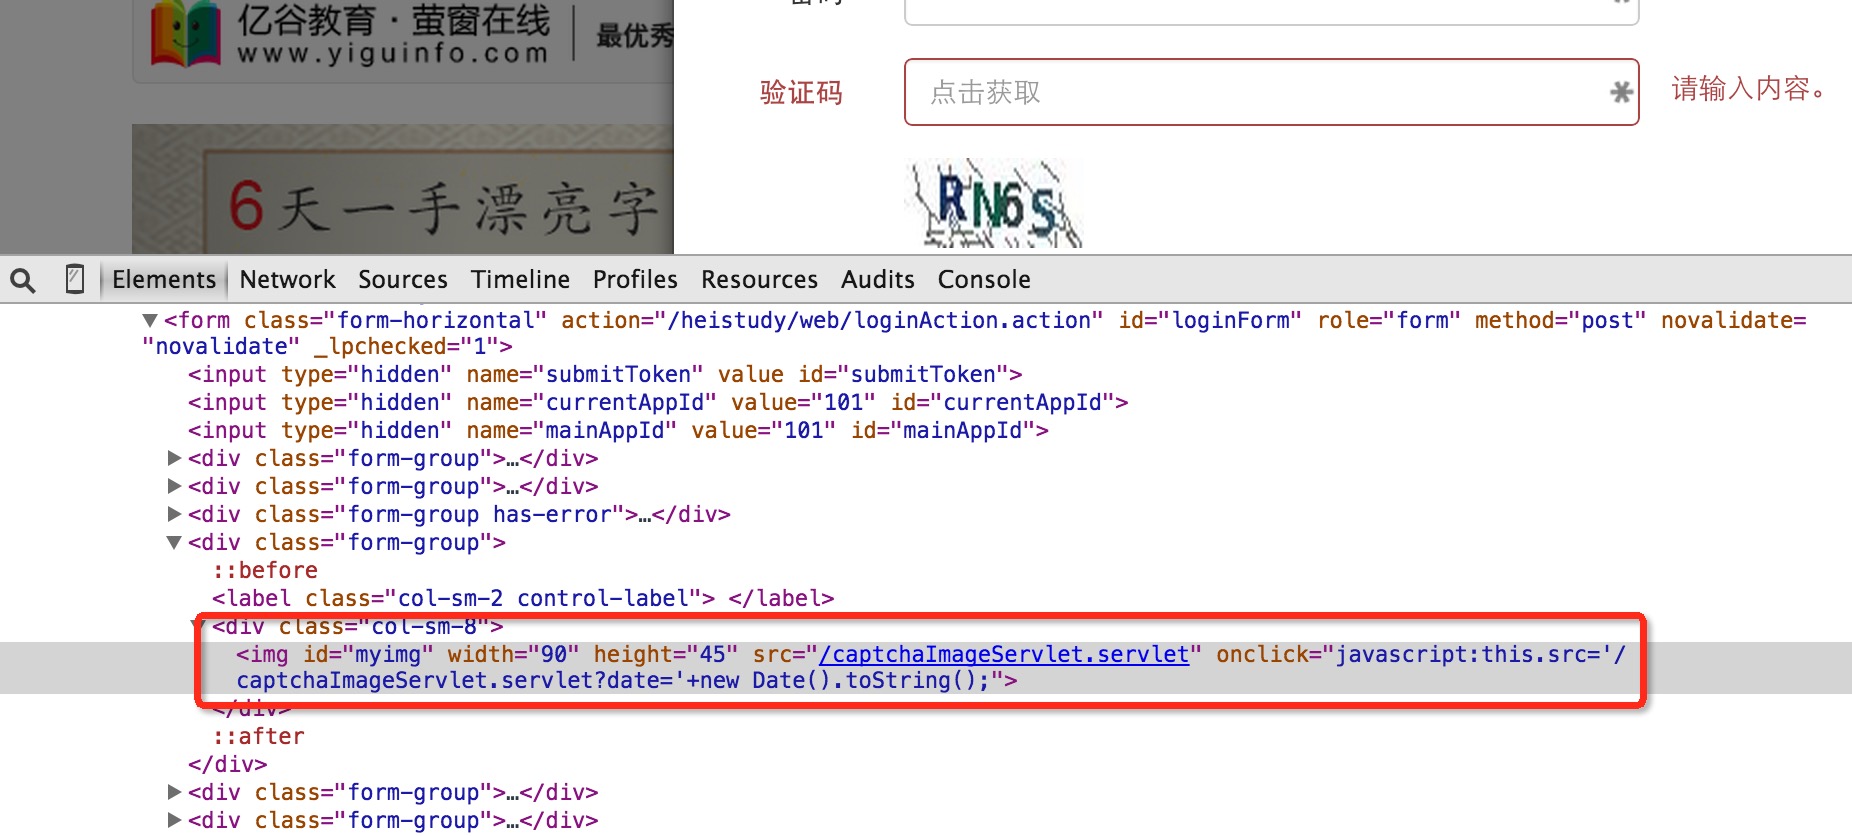 亿谷教育·萤窗在线
www.yiguinfo.com
最优秀
验证码
点击获取
请输入内容。
6天一手漂亮字
RN6S
Elements Network Sources Timeline Profiles Resources Audits Console
▼<form class="form-horizontal" action="/heistudy/web/loginAction.action" id="loginForm" role="form" method="post" novalidate=
"novalidate" _lpchecked="1">
<input type="hidden" name="submitToken" value id="submitToken">
<input type="hidden" name="currentAppId" value="101" id="currentAppId">
<input type="hidden" name="mainAppId" value="101" id="mainAppId">
▶<div class="form-group">…</div>
▶<div class="form-group">…</div>
▶<div class="form-group has-error">…</div>
▼<div class="form-group">
::before
<label class="col-sm-2 control-label"> </label>
▼<div class="col-sm-8">
<img id="myimg" width="90" height="45" src="/captchaImageServlet.servlet" onclick="javascript:this.src='/
captchaImageServlet.servlet?date='+new Date().toString();">
</div>
::after
</div>
▶<div class="form-group">…</div>
▶<div class="form-group">…</div>